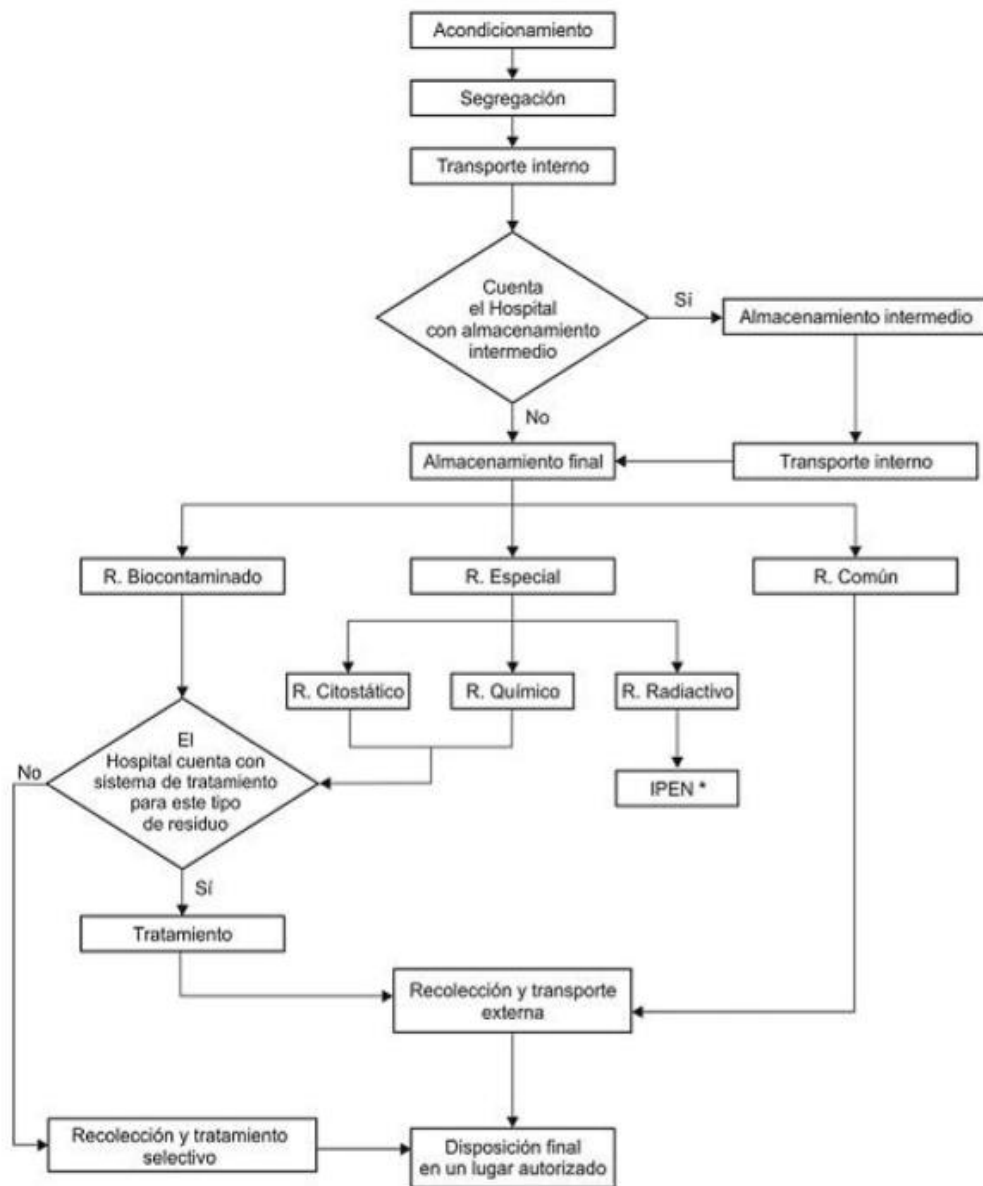 Acondicionamiento
Segregación
Transporte interno
Cuenta
el Hospital
con almacenamiento
intermedio
Sí
Almacenamiento intermedio
No
Almacenamiento final
Transporte interno
R. Biocontaminado
R. Especial
R. Común
R. Citostático
R. Químico
R. Radiactivo
El
Hospital cuenta con
sistema de tratamiento
para este tipo
de residuo
No
IPEN *
Sí
Tratamiento
Recolección y transporte
externa
Recolección y tratamiento
selectivo
Disposición final
en un lugar autorizado